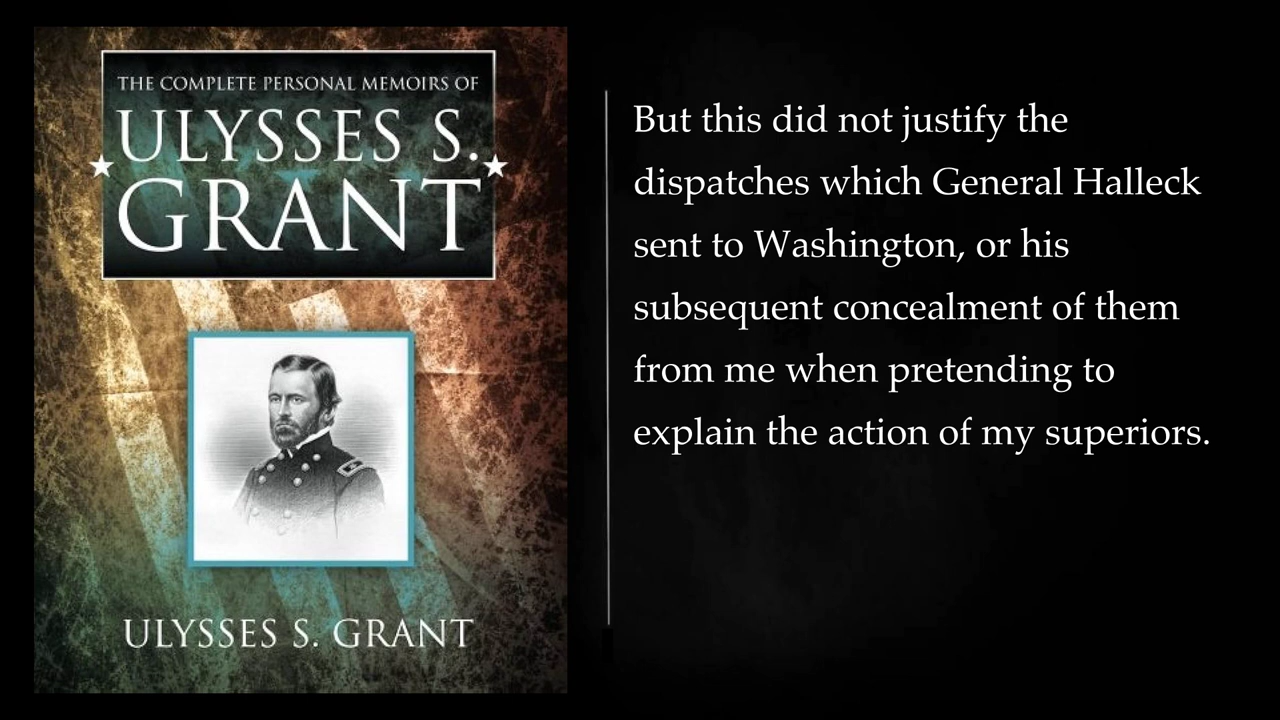 THE COMPLETE PERSONAL MEMOIRS OF
ULYSSES S.
GRANT
ULYSSES S. GRANT
But this did not justify the
dispatches which General Halleck
sent to Washington, or his
subsequent concealment of them
from me when pretending to
explain the action of my superiors.